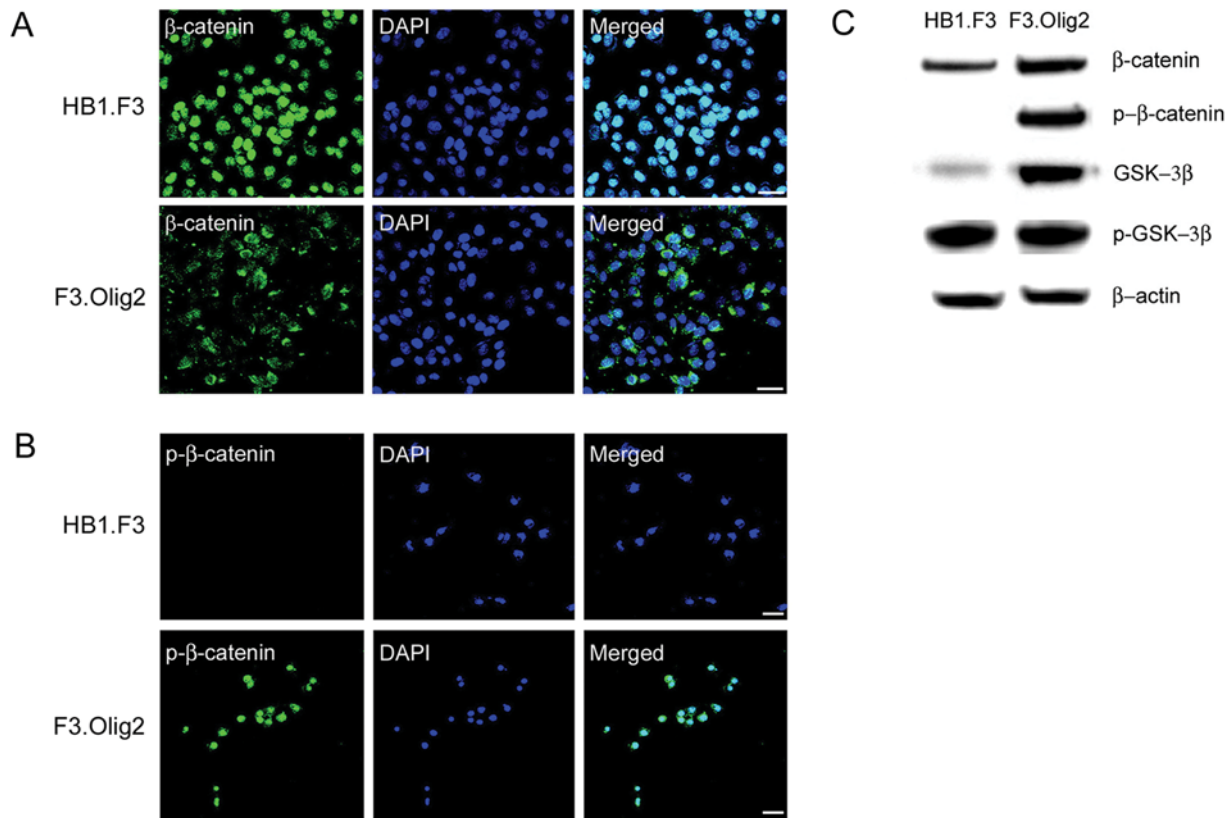 A
β-catenin DAPI Merged
HB1.F3
β-catenin DAPI Merged
F3.Olig2
B
p-β-catenin DAPI Merged
HB1.F3
p-β-catenin DAPI Merged
F3.Olig2
C
HB1.F3 F3.Olig2
β-catenin
p–β-catenin
GSK–3β
p-GSK–3β
β–actin